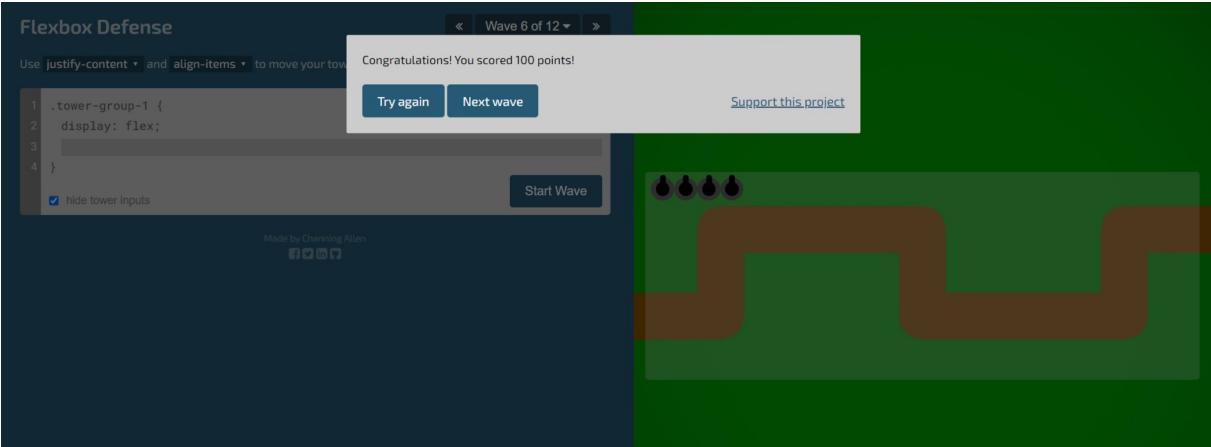 Flexbox Defense
« Wave 6 of 12 »
Use justify-content • and align-items • to move your tow
Congratulations! You scored 100 points!
Try again Next wave Support this project
1 .tower-group-1 {
2 display: flex;
3
4 }
hide tower inputs
Start Wave
Made by Channing Allen